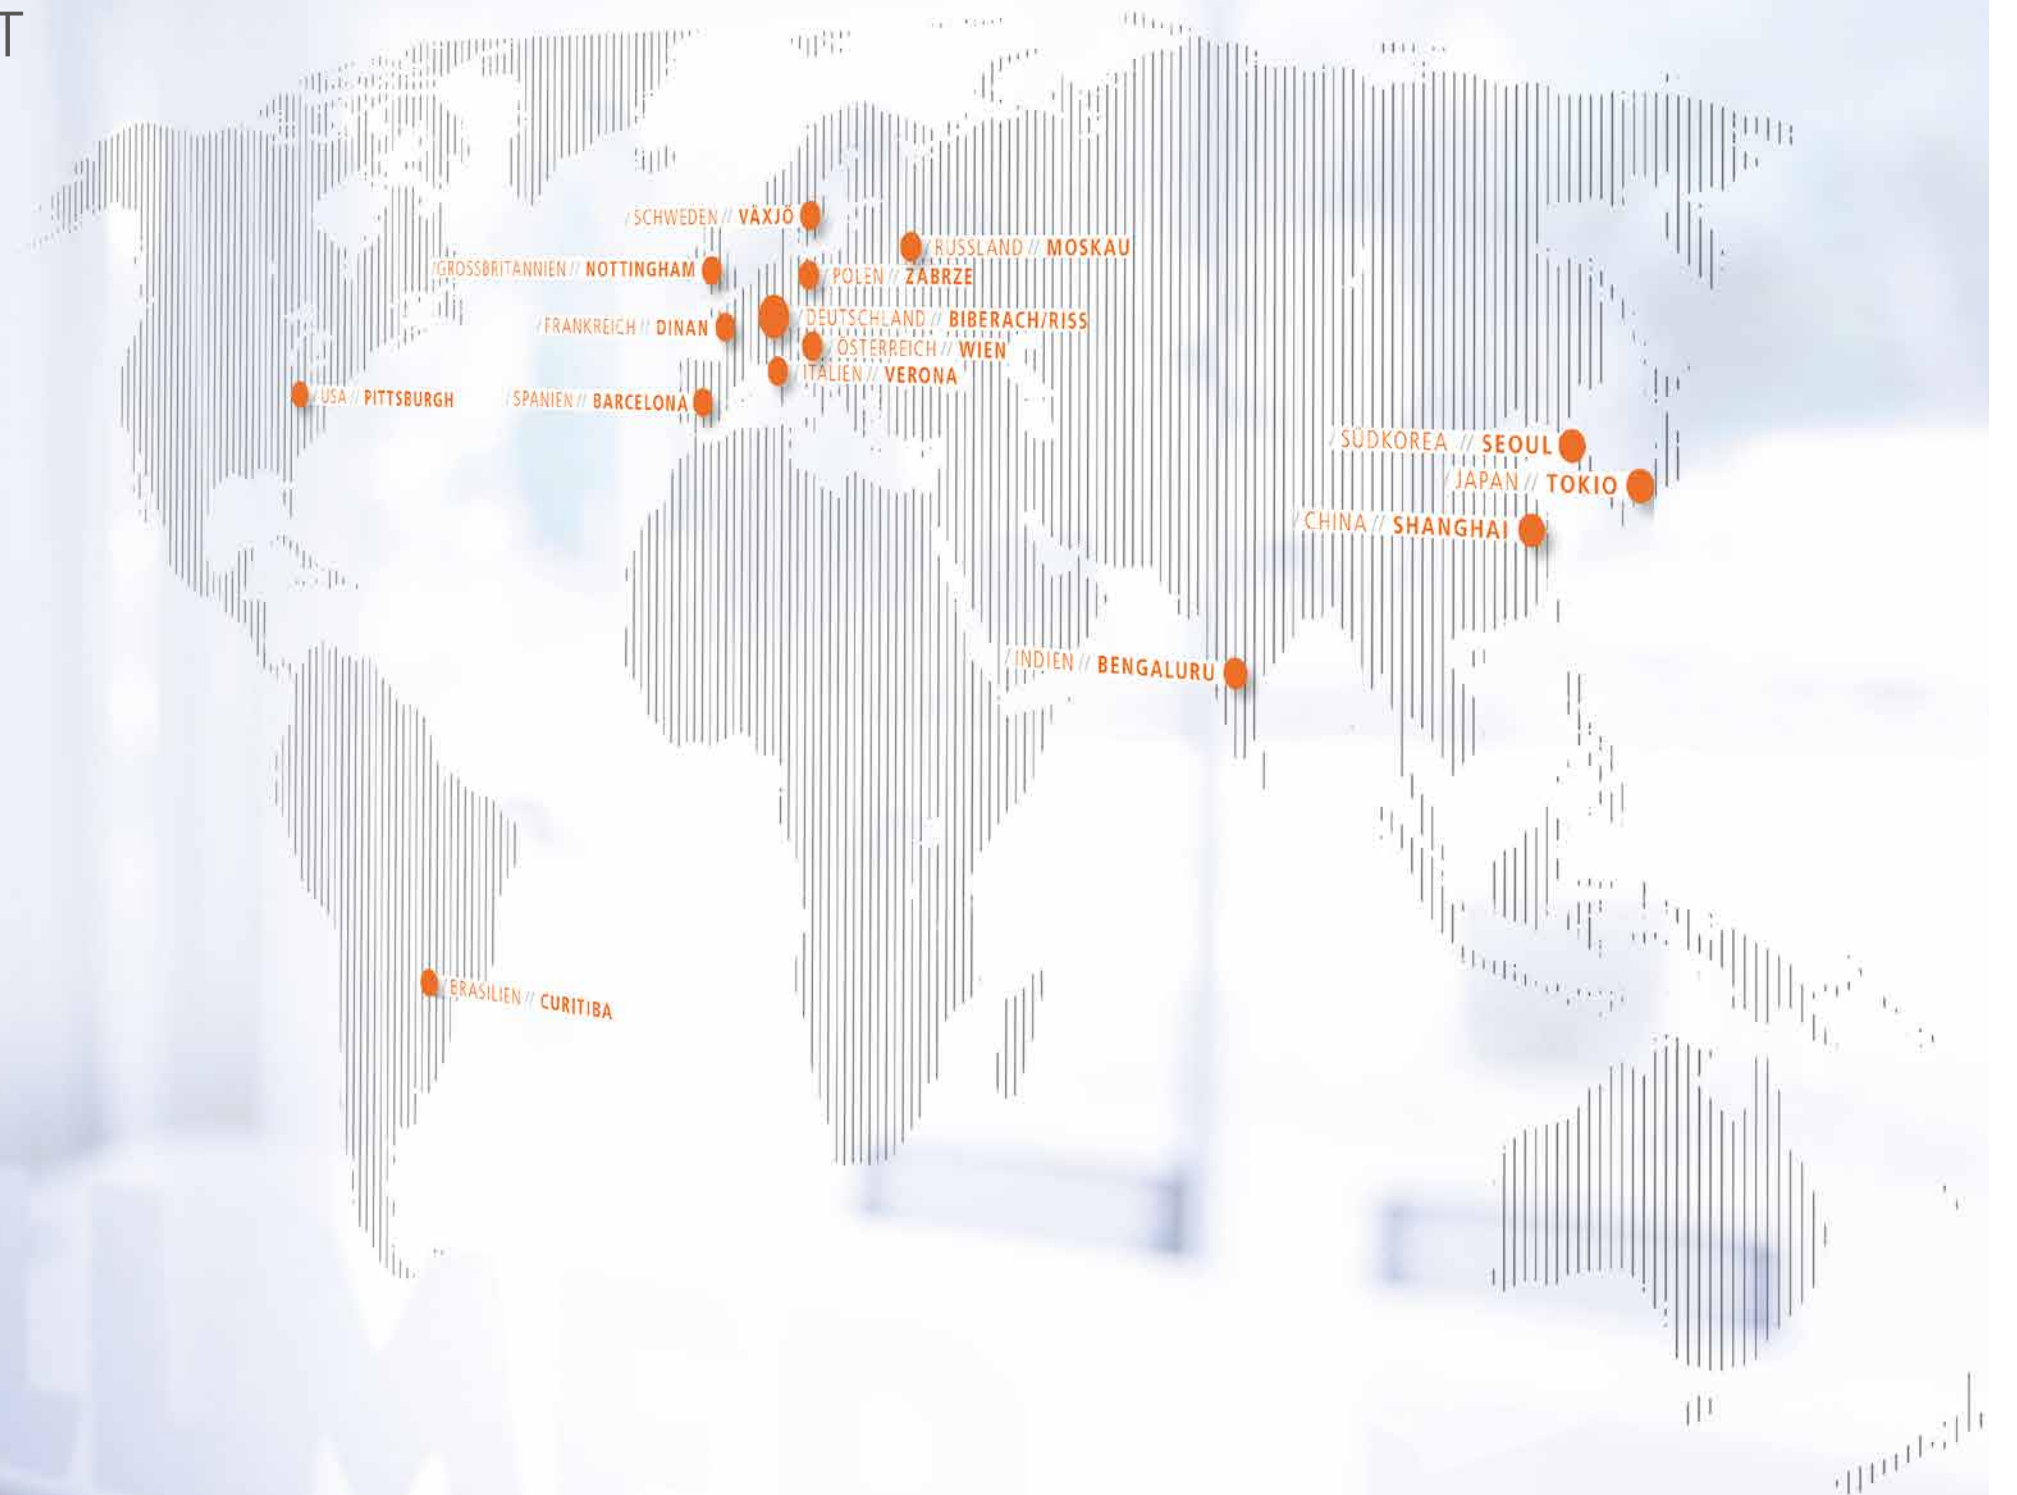 T
/ SCHWEDEN // VÄXJÖ
/ RUSSLAND // MOSKAU
/ GROSSBRITANNIEN // NOTTINGHAM
/ POLEN // ZABRZE
/ DEUTSCHLAND // BIBERACH/RISS
/ FRANKREICH // DINAN
/ ÖSTERREICH // WIEN
/ ITALIEN // VERONA
/ USA // PITTSBURGH
/ SPANIEN // BARCELONA
/ SÜDKOREA // SEOUL
/ JAPAN // TOKIO
/ CHINA // SHANGHAI
/ INDIEN // BENGALURU
/ BRASILIEN // CURITIBA